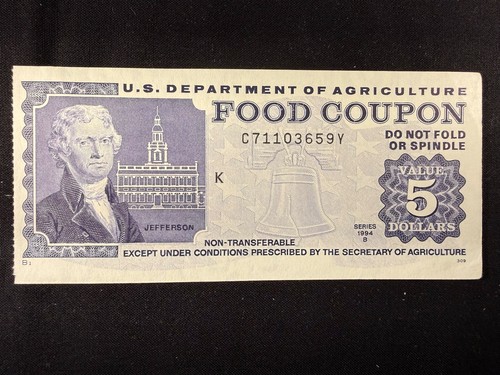 U.S. DEPARTMENT OF AGRICULTURE
FOOD COUPON
C71103659Y
DO NOT FOLD
OR SPINDLE
K
VALUE
5
DOLLARS
JEFFERSON
SERIES
1994
B
NON-TRANSFERABLE
EXCEPT UNDER CONDITIONS PRESCRIBED BY THE SECRETARY OF AGRICULTURE
B1